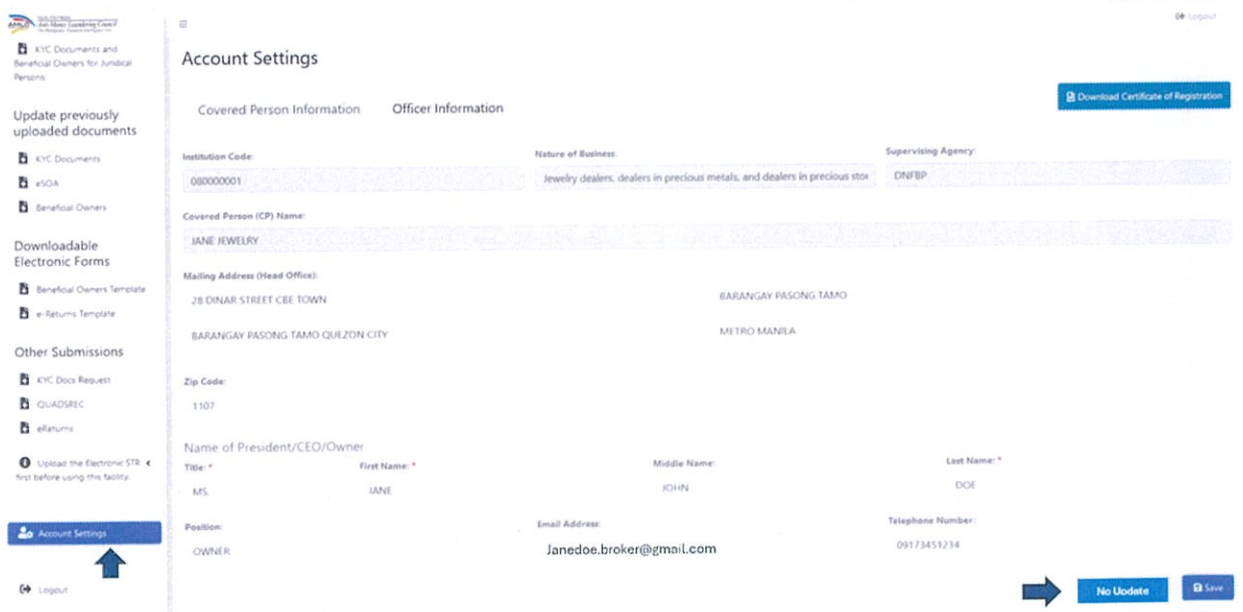 AMLC
Anti-Money Laundering Council
Logout
KYC Documents and
Beneficial Owners for Juridical
Persons
Update previously
uploaded documents
KYC Documents
eSOA
Beneficial Owners
Downloadable
Electronic Forms
Beneficial Owners Template
e-Returns Template
Other Submissions
KYC Docs Request
QUADSREC
eReturns
Upload the Electronic STR
first before using this facility.
Account Settings
Logout
Account Settings
Covered Person Information Officer Information
Download Certificate of Registration
Institution Code: Nature of Business: Supervising Agency:
080000001 Jewelry dealers, dealers in precious metals, and dealers in precious stor DNFBP
Covered Person (CP) Name:
JANE JEWELRY
Mailing Address (Head Office):
28 DINAR STREET CBE TOWN BARANGAY PASONG TAMO
BARANGAY PASONG TAMO QUEZON CITY METRO MANILA
Zip Code:
1107
Name of President/CEO/Owner
Title: * First Name: * Middle Name: Last Name: *
MS. JANE JOHN DOE
Position: Email Address: Telephone Number:
OWNER Janedoe.broker@gmail.com 09173451234
No Update Save